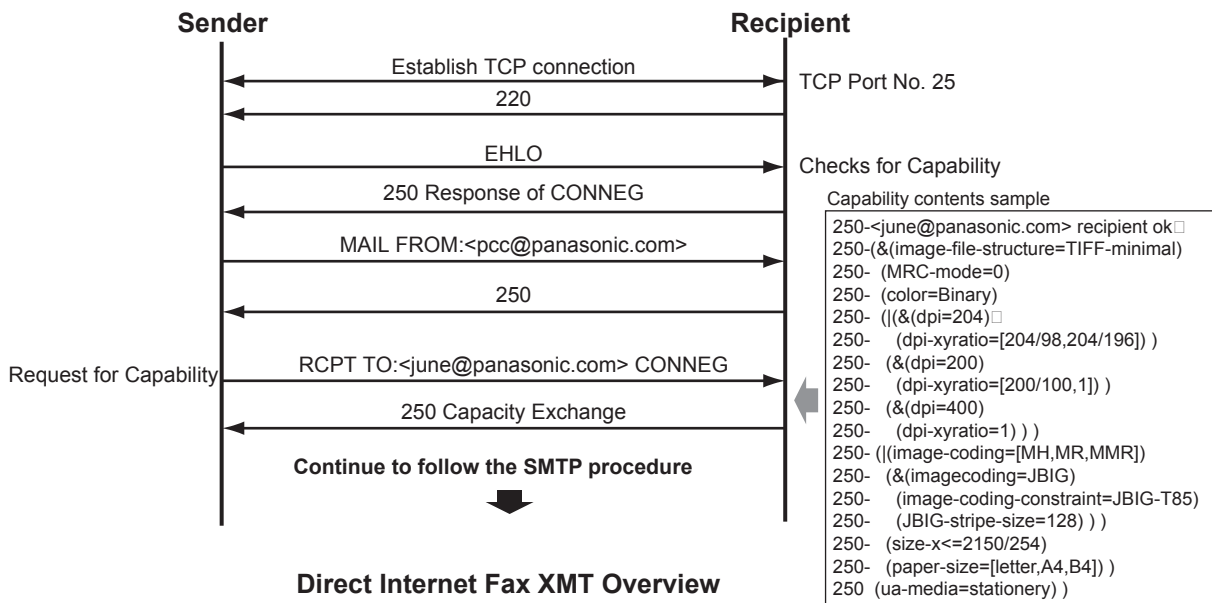 Sender
Recipient
Establish TCP connection
TCP Port No. 25
220
EHLO
Checks for Capability
250 Response of CONNEG
MAIL FROM:<pcc@panasonic.com>
250
Request for Capability
RCPT TO:<june@panasonic.com> CONNEG
250 Capacity Exchange
Continue to follow the SMTP procedure
Capability contents sample
250-<june@panasonic.com> recipient ok□
250-(&(image-file-structure=TIFF-minimal)
250- (MRC-mode=0)
250- (color=Binary)
250- (|(&(dpi=204)□
250- (dpi-xyratio=[204/98,204/196]) )
250- (&(dpi=200)
250- (dpi-xyratio=[200/100,1]) )
250- (&(dpi=400)
250- (dpi-xyratio=1) ) )
250- (|(image-coding=[MH,MR,MMR])
250- (&(imagecoding=JBIG)
250- (image-coding-constraint=JBIG-T85)
250- (JBIG-stripe-size=128) ) )
250- (size-x<=2150/254)
250- (paper-size=[letter,A4,B4]) )
250 (ua-media=stationery) )
Direct Internet Fax XMT Overview